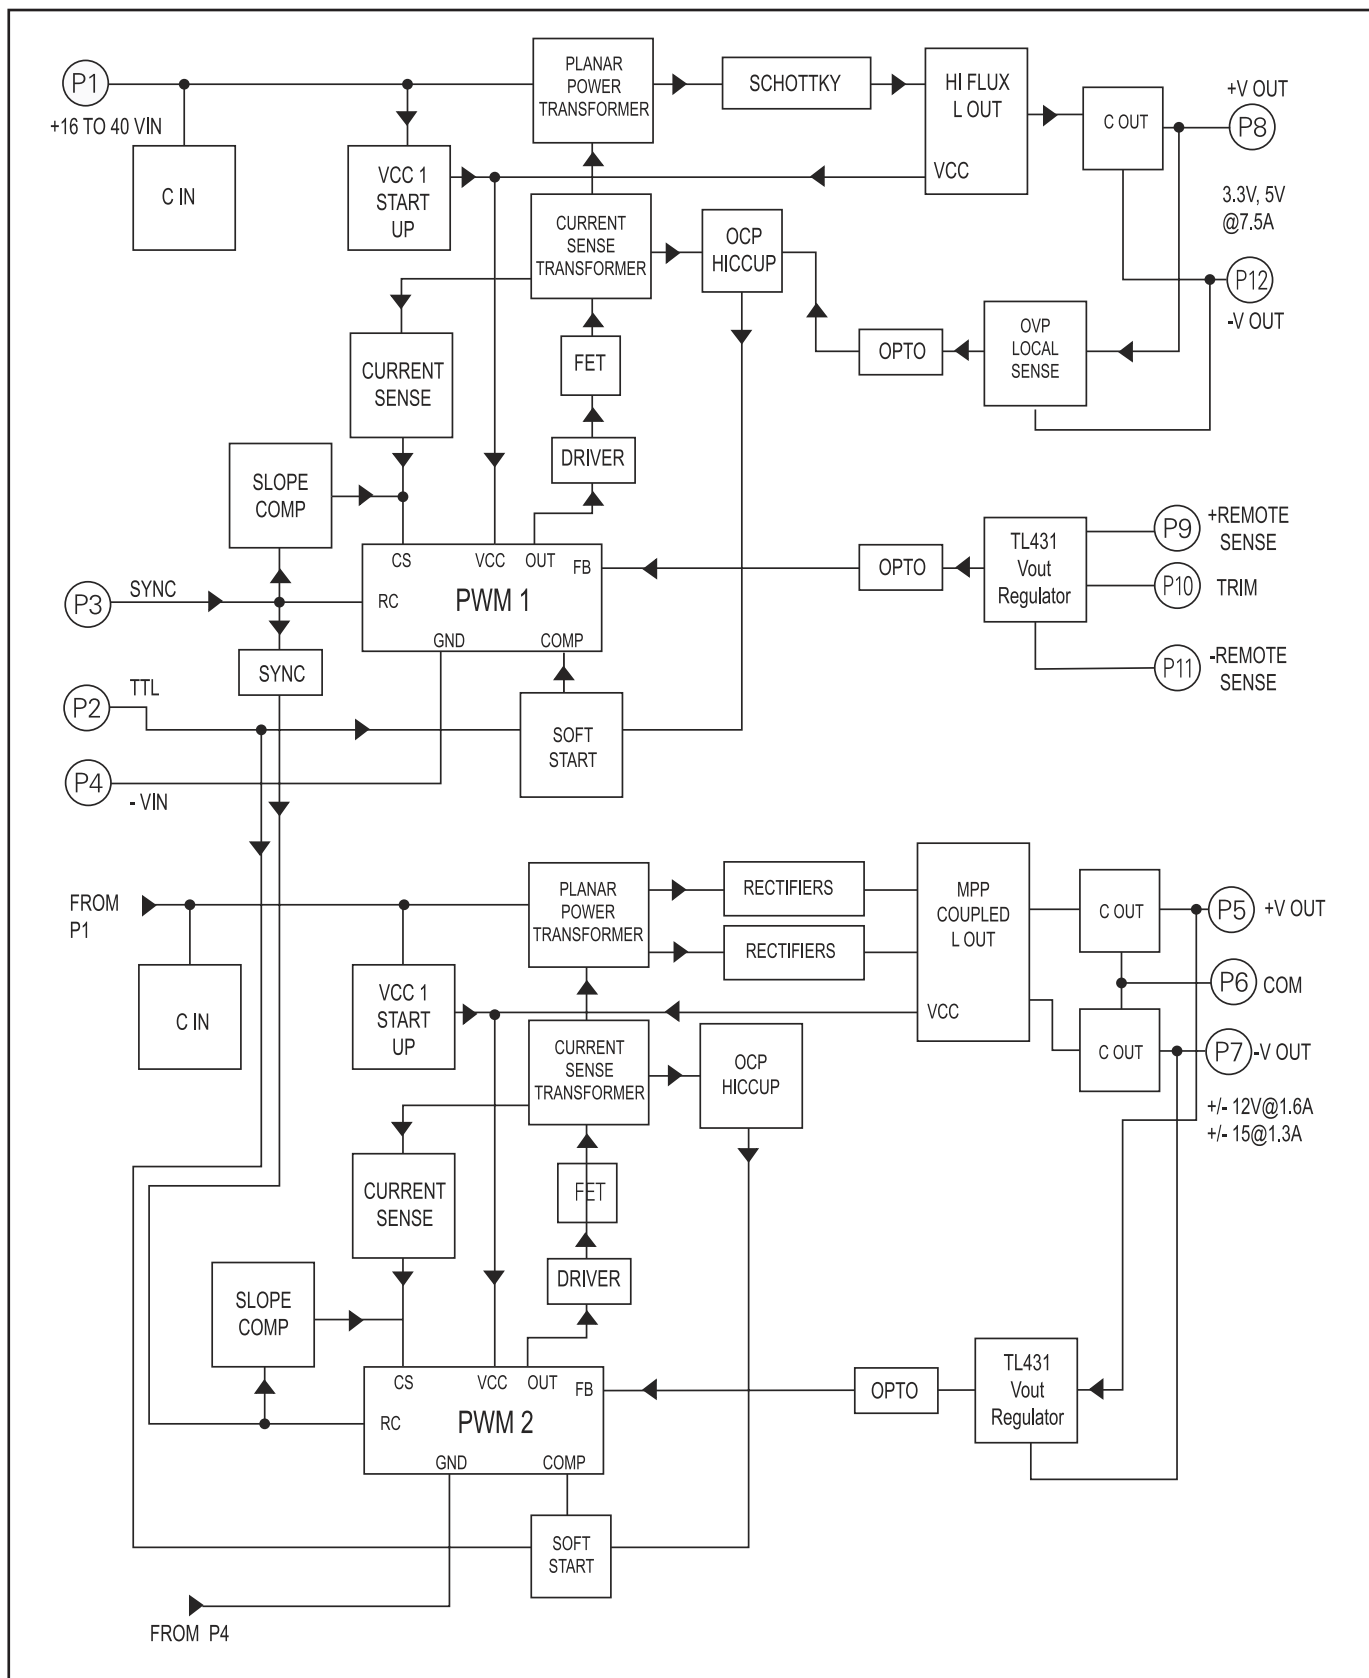 P1
+16 TO 40 VIN
C IN
VCC 1
START
UP
PLANAR
POWER
TRANSFORMER
SCHOTTKY
HI FLUX
L OUT
VCC
C OUT
+V OUT
P8
3.3V, 5V
@7.5A
P12
-V OUT
CURRENT
SENSE
TRANSFORMER
OCP
HICCUP
OPTO
OVP
LOCAL
SENSE
CURRENT
SENSE
FET
DRIVER
SLOPE
COMP
CS
VCC
OUT
FB
RC
PWM 1
GND
COMP
OPTO
TL431
Vout
Regulator
P9
+REMOTE
SENSE
P10
TRIM
P11
-REMOTE
SENSE
P3
SYNC
SYNC
P2
TTL
SOFT
START
P4
- VIN
FROM
P1
C IN
VCC 1
START
UP
PLANAR
POWER
TRANSFORMER
RECTIFIERS
RECTIFIERS
MPP
COUPLED
L OUT
VCC
C OUT
C OUT
P5
+V OUT
P6
COM
P7
-V OUT
+/- 12V@1.6A
+/- 15@1.3A
CURRENT
SENSE
TRANSFORMER
OCP
HICCUP
CURRENT
SENSE
FET
DRIVER
SLOPE
COMP
CS
VCC
OUT
FB
RC
PWM 2
GND
COMP
OPTO
TL431
Vout
Regulator
SOFT
START
FROM P4